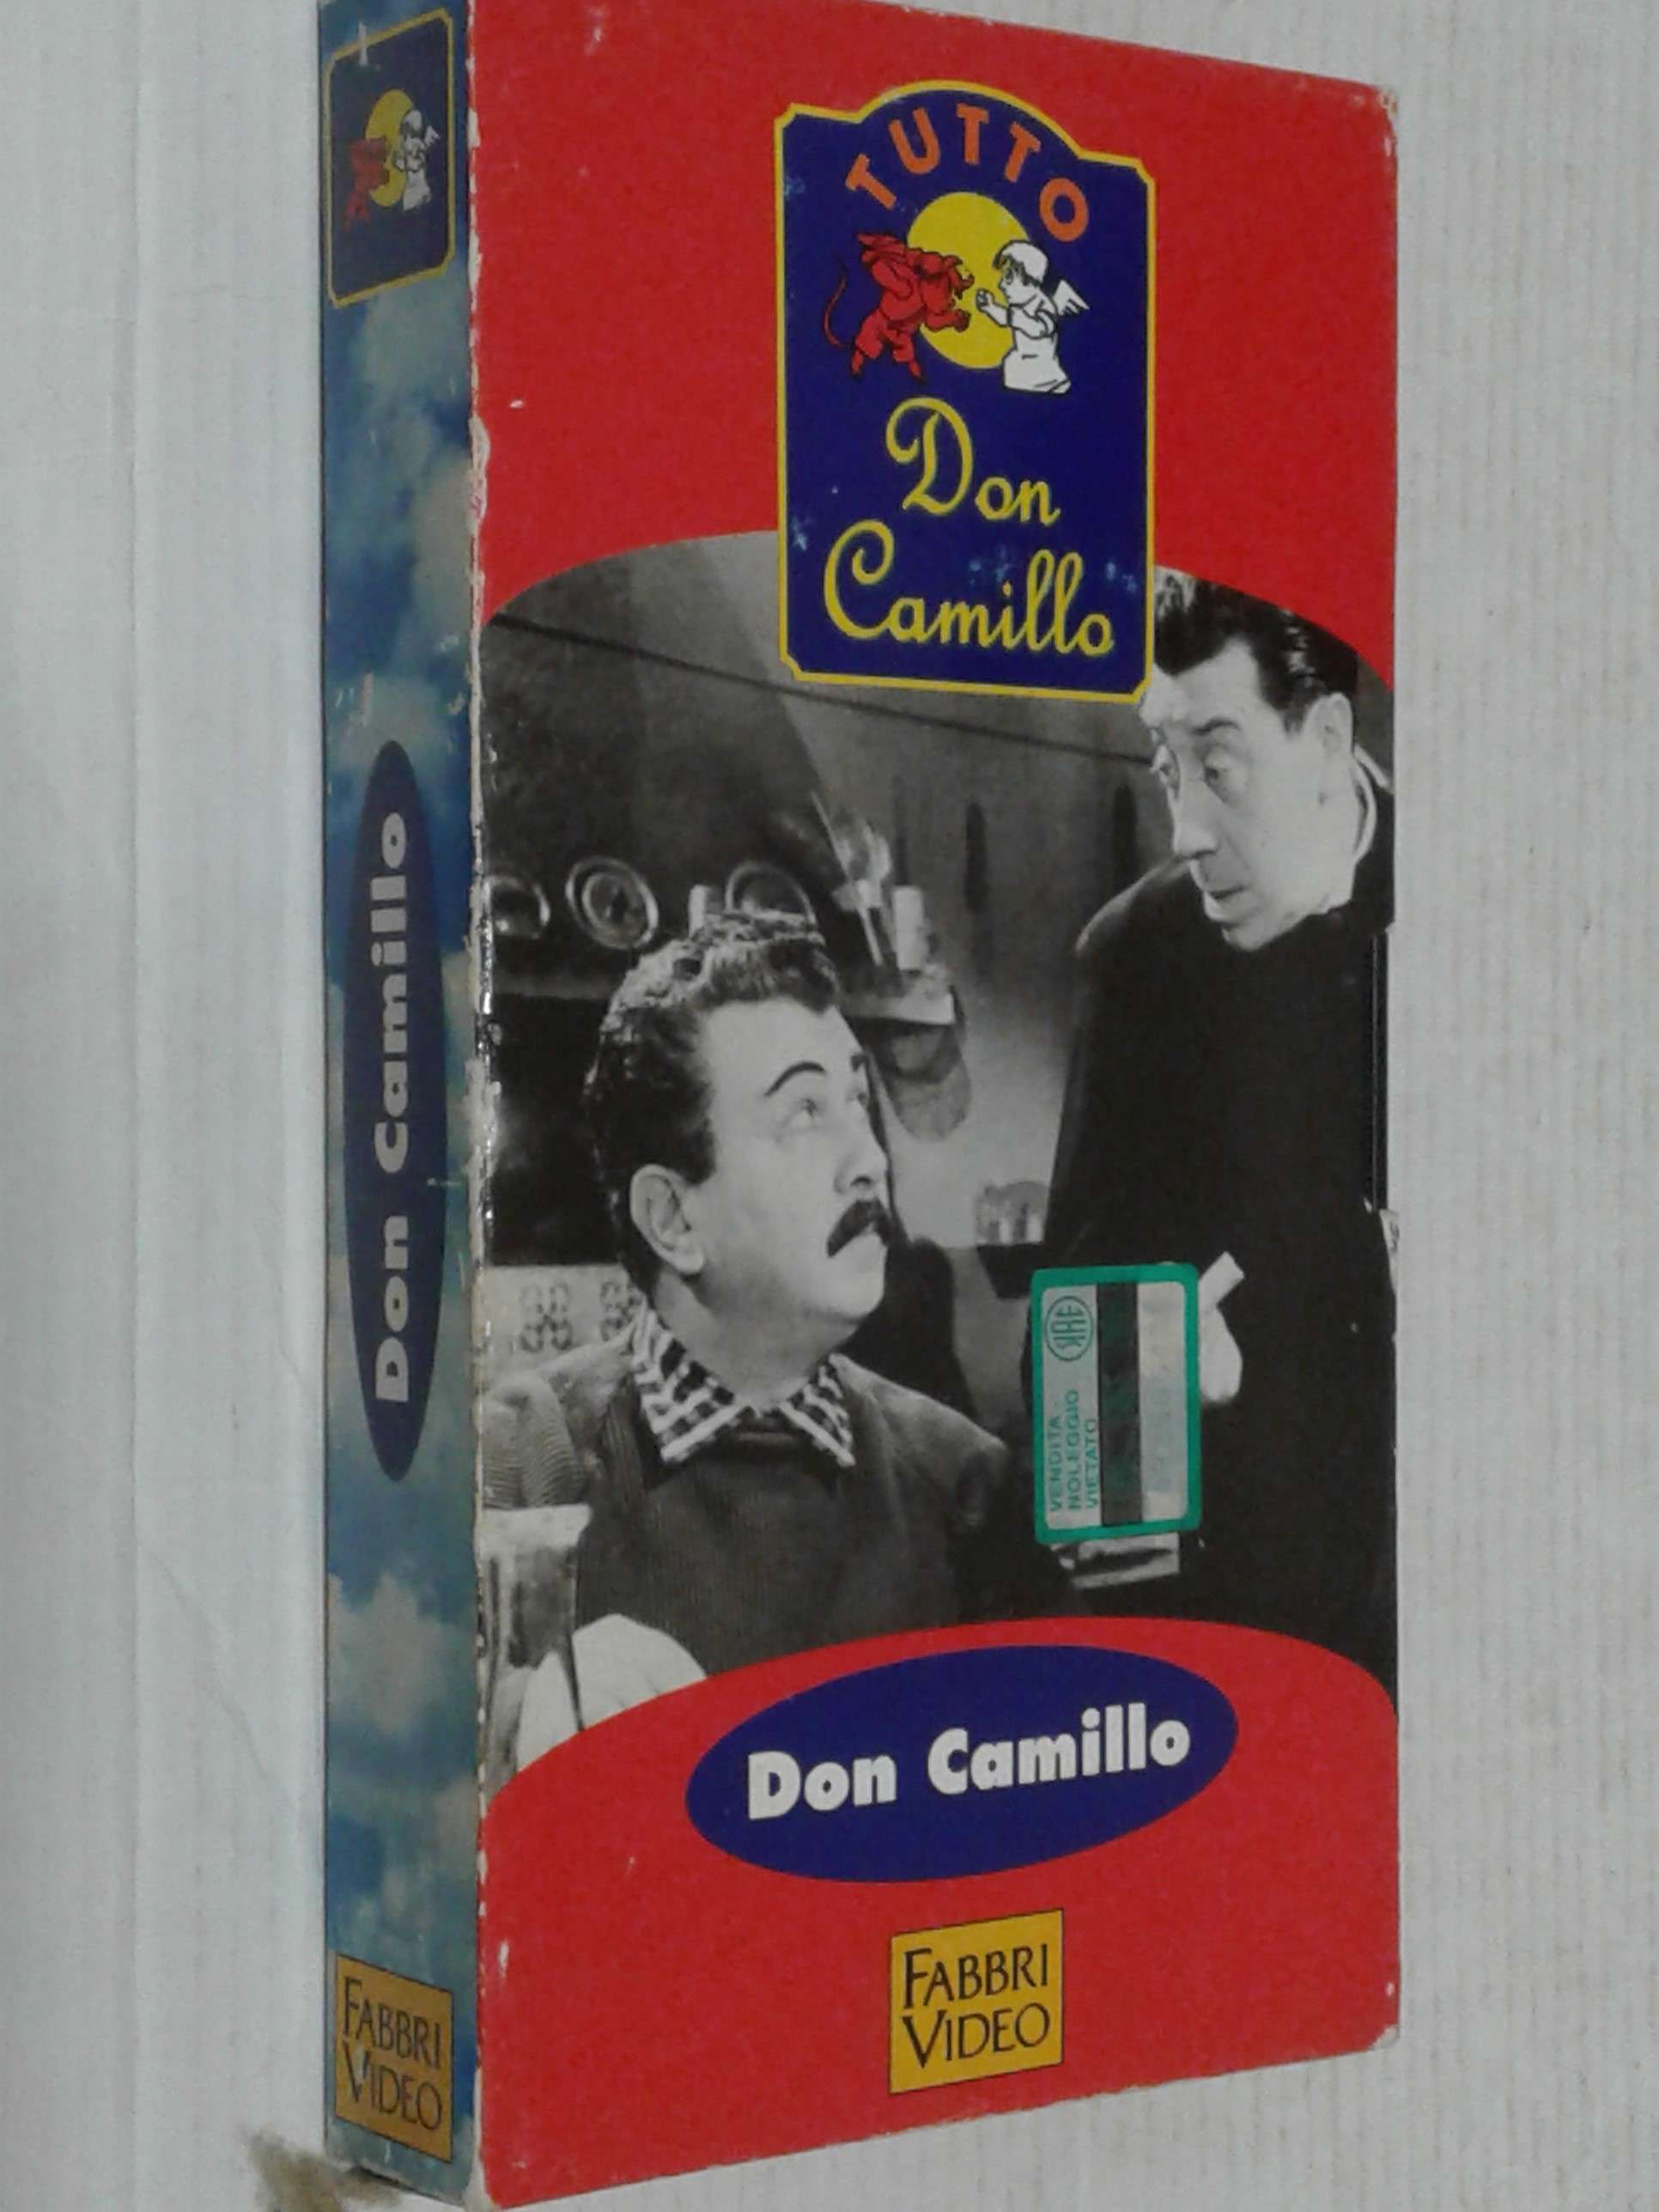 TUTTO
Don
Camillo
VENDITA -
NOLEGGIO
VIETATO
Don Camillo
FABBRI
VIDEO
Don Camillo
FABBRI
VIDEO